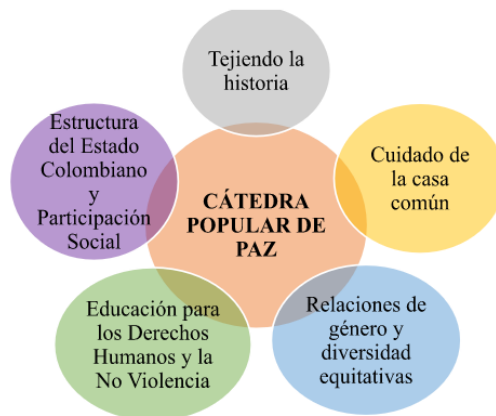 Tejiendo la
historia
Estructura
del Estado
Colombiano
y
Participación
Social
Cuidado de
la casa
común
CÁTEDRA
POPULAR DE
PAZ
Educación para
los Derechos
Humanos y la
No Violencia
Relaciones de
género y
diversidad
equitativas